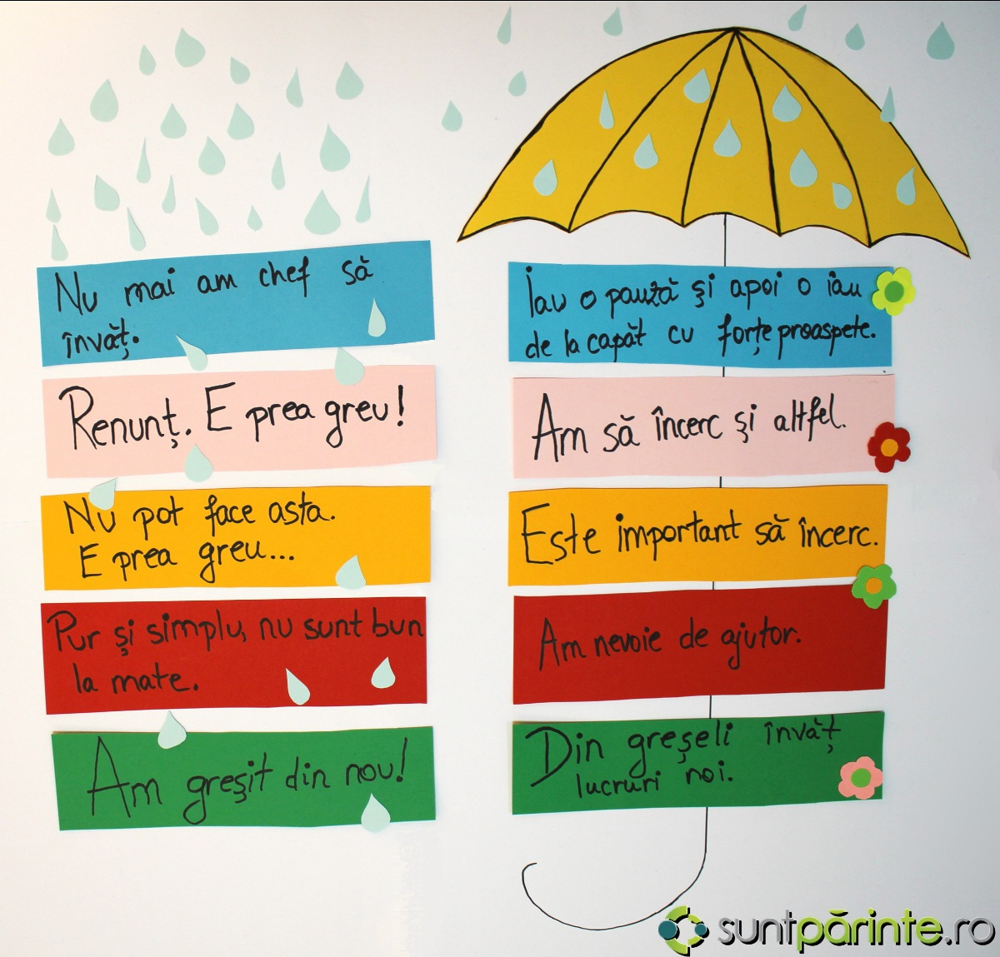 Nu mai am chef să
învăț.
Renunț. E prea greu!
Nu pot face asta.
E prea greu...
Pur și simplu, nu sunt bun
la mate.
Am greșit din nou!
Iau o pauză și apoi o iau
de la capăt cu forțe proaspete.
Am să încerc și altfel.
Este important să încerc.
Am nevoie de ajutor.
Din greșeli învăț
lucruri noi.
suntpărinte.ro